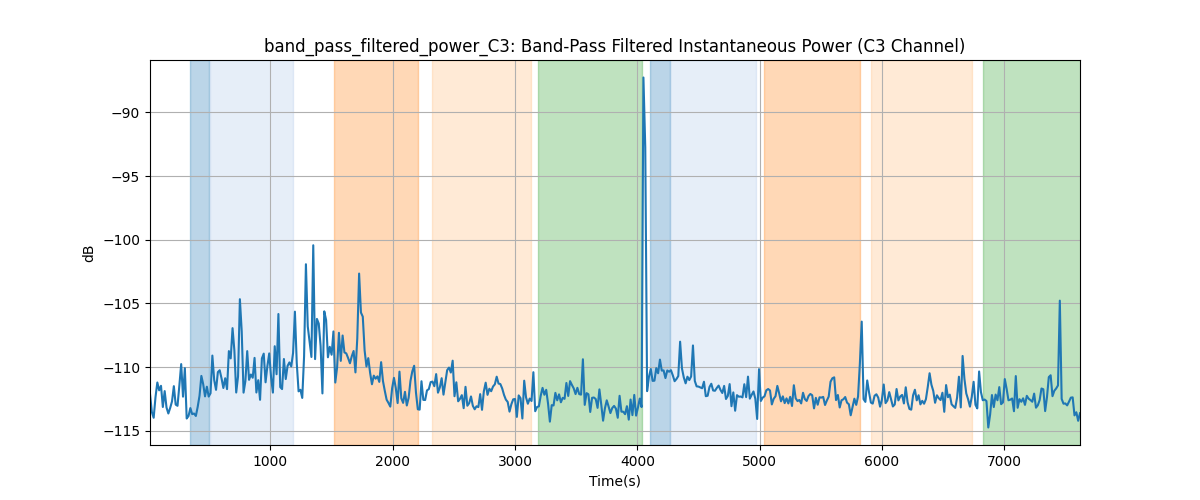 band_pass_filtered_power_C3: Band-Pass Filtered Instantaneous Power (C3 Channel)
dB
−90
−95
−100
−105
−110
−115
1000 2000 3000 4000 5000 6000 7000
Time(s)